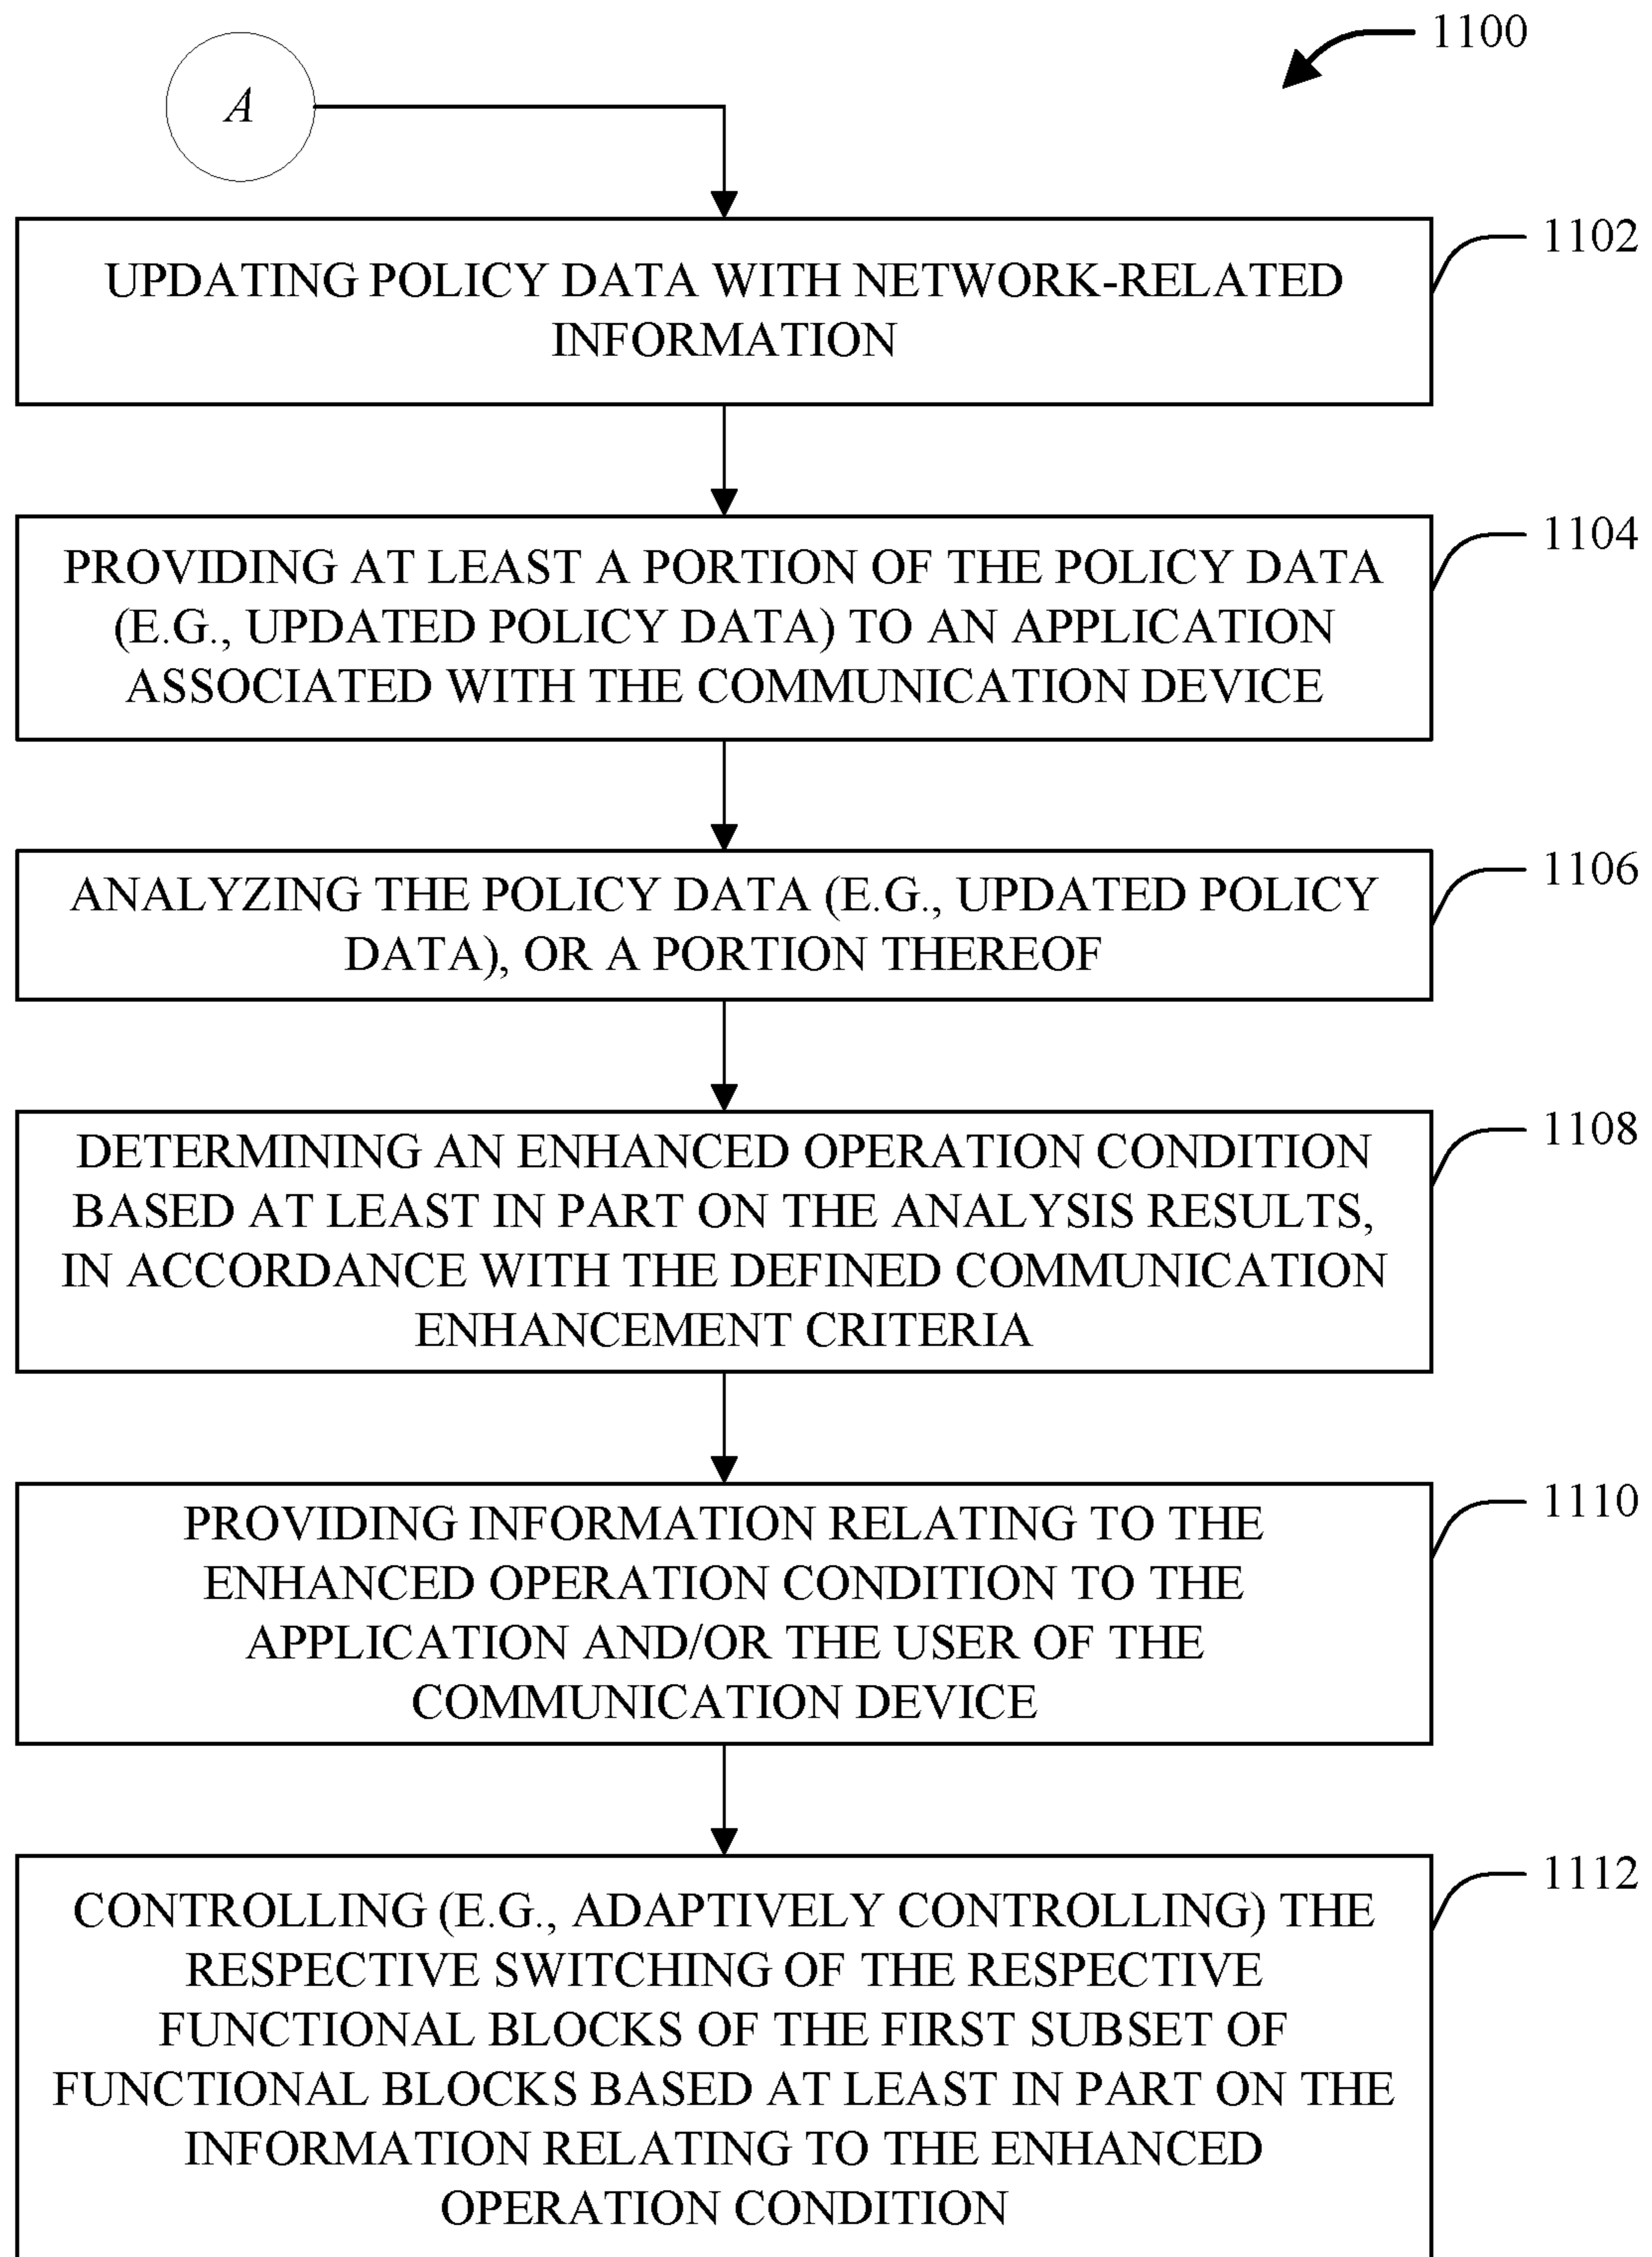 1100
A
1102
UPDATING POLICY DATA WITH NETWORK-RELATED
INFORMATION
1104
PROVIDING AT LEAST A PORTION OF THE POLICY DATA
(E.G., UPDATED POLICY DATA) TO AN APPLICATION
ASSOCIATED WITH THE COMMUNICATION DEVICE
1106
ANALYZING THE POLICY DATA (E.G., UPDATED POLICY
DATA), OR A PORTION THEREOF
1108
DETERMINING AN ENHANCED OPERATION CONDITION
BASED AT LEAST IN PART ON THE ANALYSIS RESULTS,
IN ACCORDANCE WITH THE DEFINED COMMUNICATION
ENHANCEMENT CRITERIA
1110
PROVIDING INFORMATION RELATING TO THE
ENHANCED OPERATION CONDITION TO THE
APPLICATION AND/OR THE USER OF THE
COMMUNICATION DEVICE
1112
CONTROLLING (E.G., ADAPTIVELY CONTROLLING) THE
RESPECTIVE SWITCHING OF THE RESPECTIVE
FUNCTIONAL BLOCKS OF THE FIRST SUBSET OF
FUNCTIONAL BLOCKS BASED AT LEAST IN PART ON THE
INFORMATION RELATING TO THE ENHANCED
OPERATION CONDITION